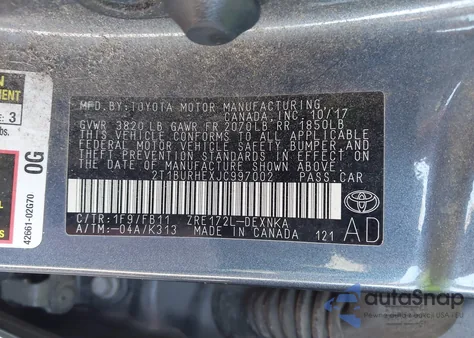 MFD.BY:TOYOTA MOTOR MANUFACTURING
CANADA,INC. 10/17
GVWR 3820 LB GAWR FR 2070LB RR 1850LB
THIS VEHICLE CONFORMS TO ALL APPLICABLE
FEDERAL MOTOR VEHICLE SAFETY,BUMPER,AND
THEFT PREVENTION STANDARDS IN EFFECT ON
THE DATE OF MANUFACTURE SHOWN ABOVE.
2T1BURHEXJC997002 PASS.CAR
C/TR:1F9/FB11 ZRE172L-DEXNKA
A/TM:-04A/K313 MADE IN CANADA 121
AD
TOYOTA
3
0G
42661-02G70
autoSnap